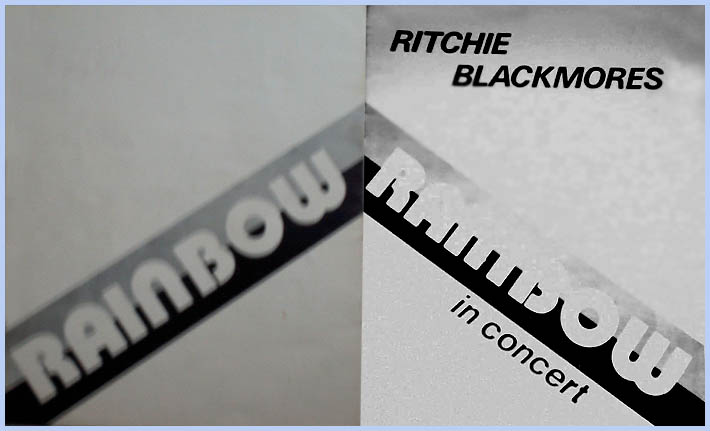 RAINBOW
RITCHIE
BLACKMORES
RAINBOW
in concert